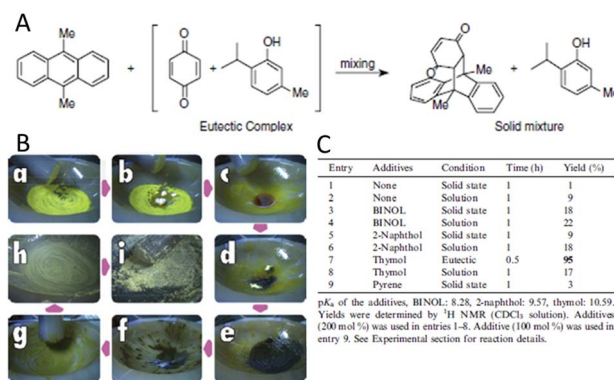 A
Me
OH
O
Me
O
+
+
mixing
O
Me
O
Me
+
OH
Me
Eutectic Complex
Solid mixture
B
a
b
c
h
i
d
g
f
e
C
Entry Additives Condition Time (h) Yield (%)
1 None Solid state 1 1
2 None Solution 1 9
3 BINOL Solid state 1 18
4 BINOL Solution 1 22
5 2-Naphthol Solid state 1 9
6 2-Naphthol Solution 1 18
7 Thymol Eutectic 0.5 95
8 Thymol Solution 1 17
9 Pyrene Solid state 1 3
pKa of the additives, BINOL: 8.28, 2-naphthol: 9.57, thymol: 10.59.
Yields were determined by ¹H NMR (CDCl₃ solution). Additives
(200 mol %) was used in entries 1–8. Additive (100 mol %) was used in
entry 9. See Experimental section for reaction details.